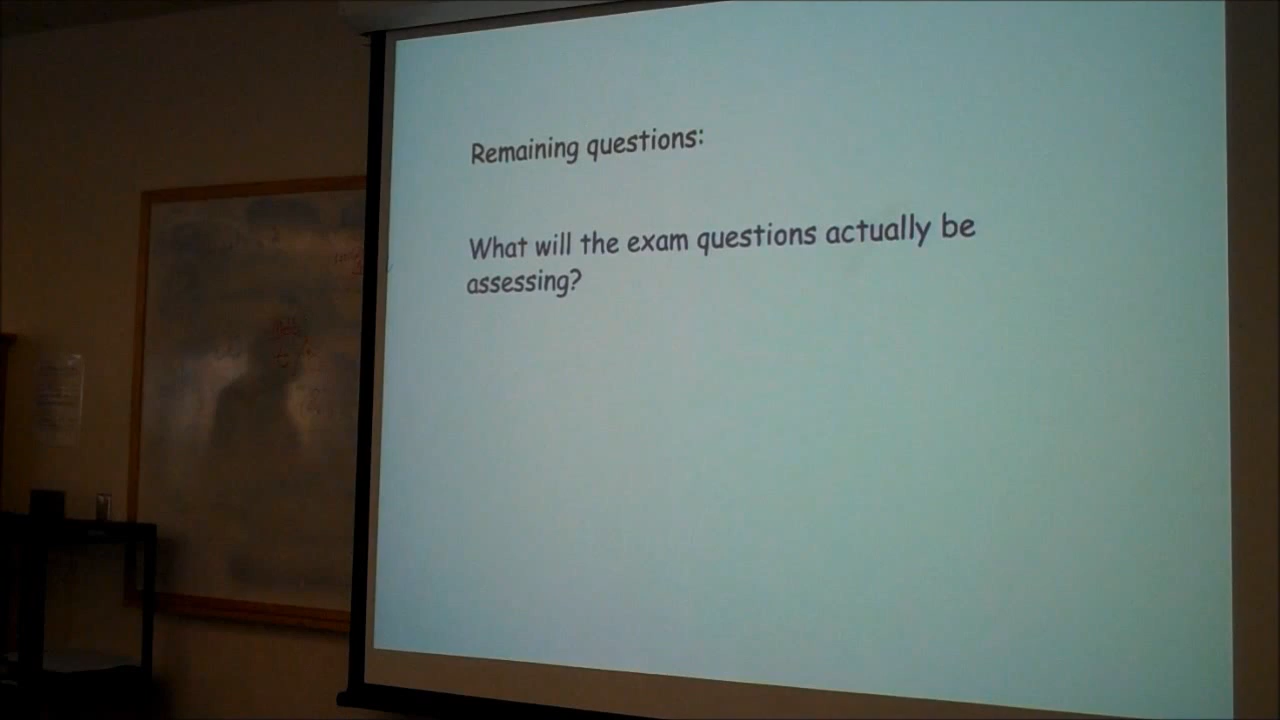 Remaining questions:
What will the exam questions actually be
assessing?